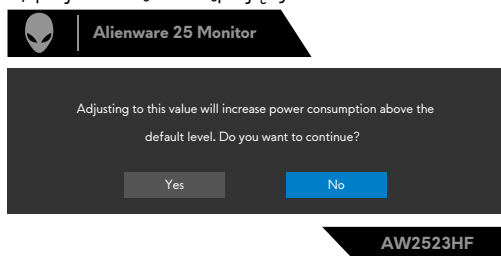 Alienware 25 Monitor
Adjusting to this value will increase power consumption above the
default level. Do you want to continue?
Yes
No
AW2523HF